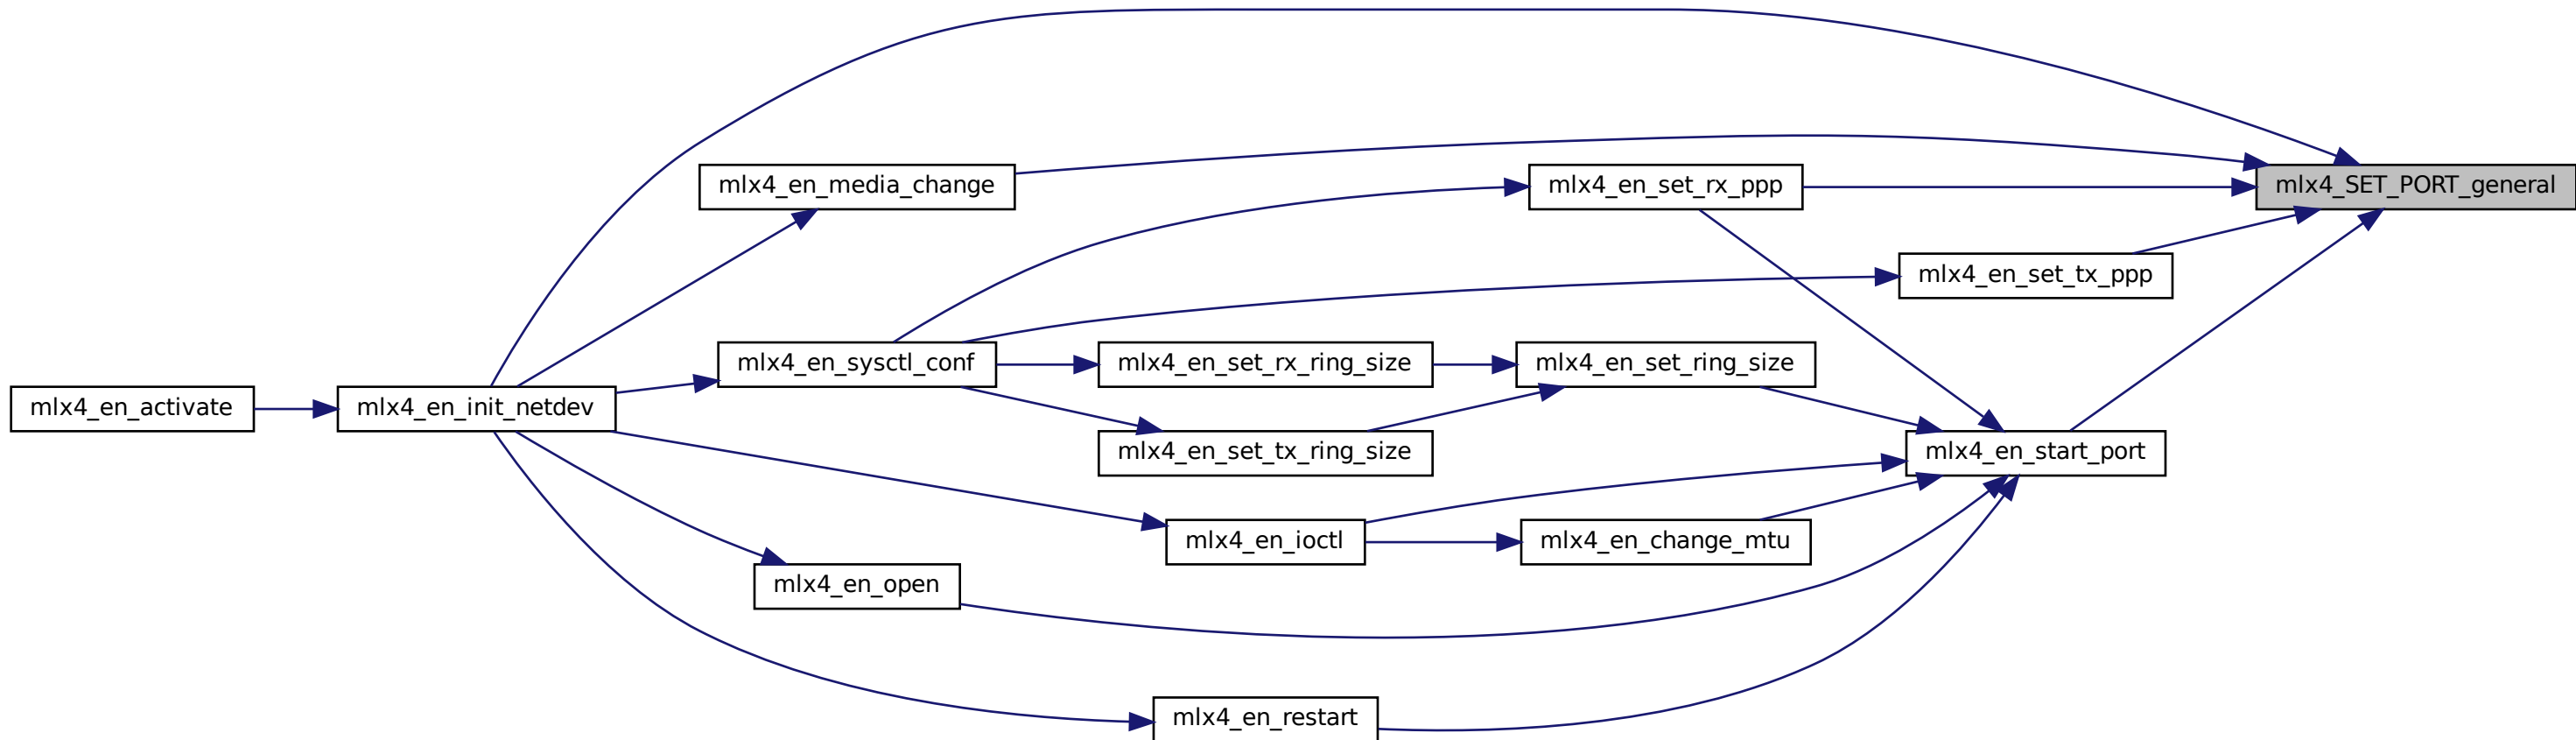 mlx4_en_media_change
mlx4_en_set_rx_ppp
mlx4_SET_PORT_general
mlx4_en_set_tx_ppp
mlx4_en_sysctl_conf
mlx4_en_set_rx_ring_size
mlx4_en_set_ring_size
mlx4_en_activate
mlx4_en_init_netdev
mlx4_en_set_tx_ring_size
mlx4_en_start_port
mlx4_en_ioctl
mlx4_en_change_mtu
mlx4_en_open
mlx4_en_restart